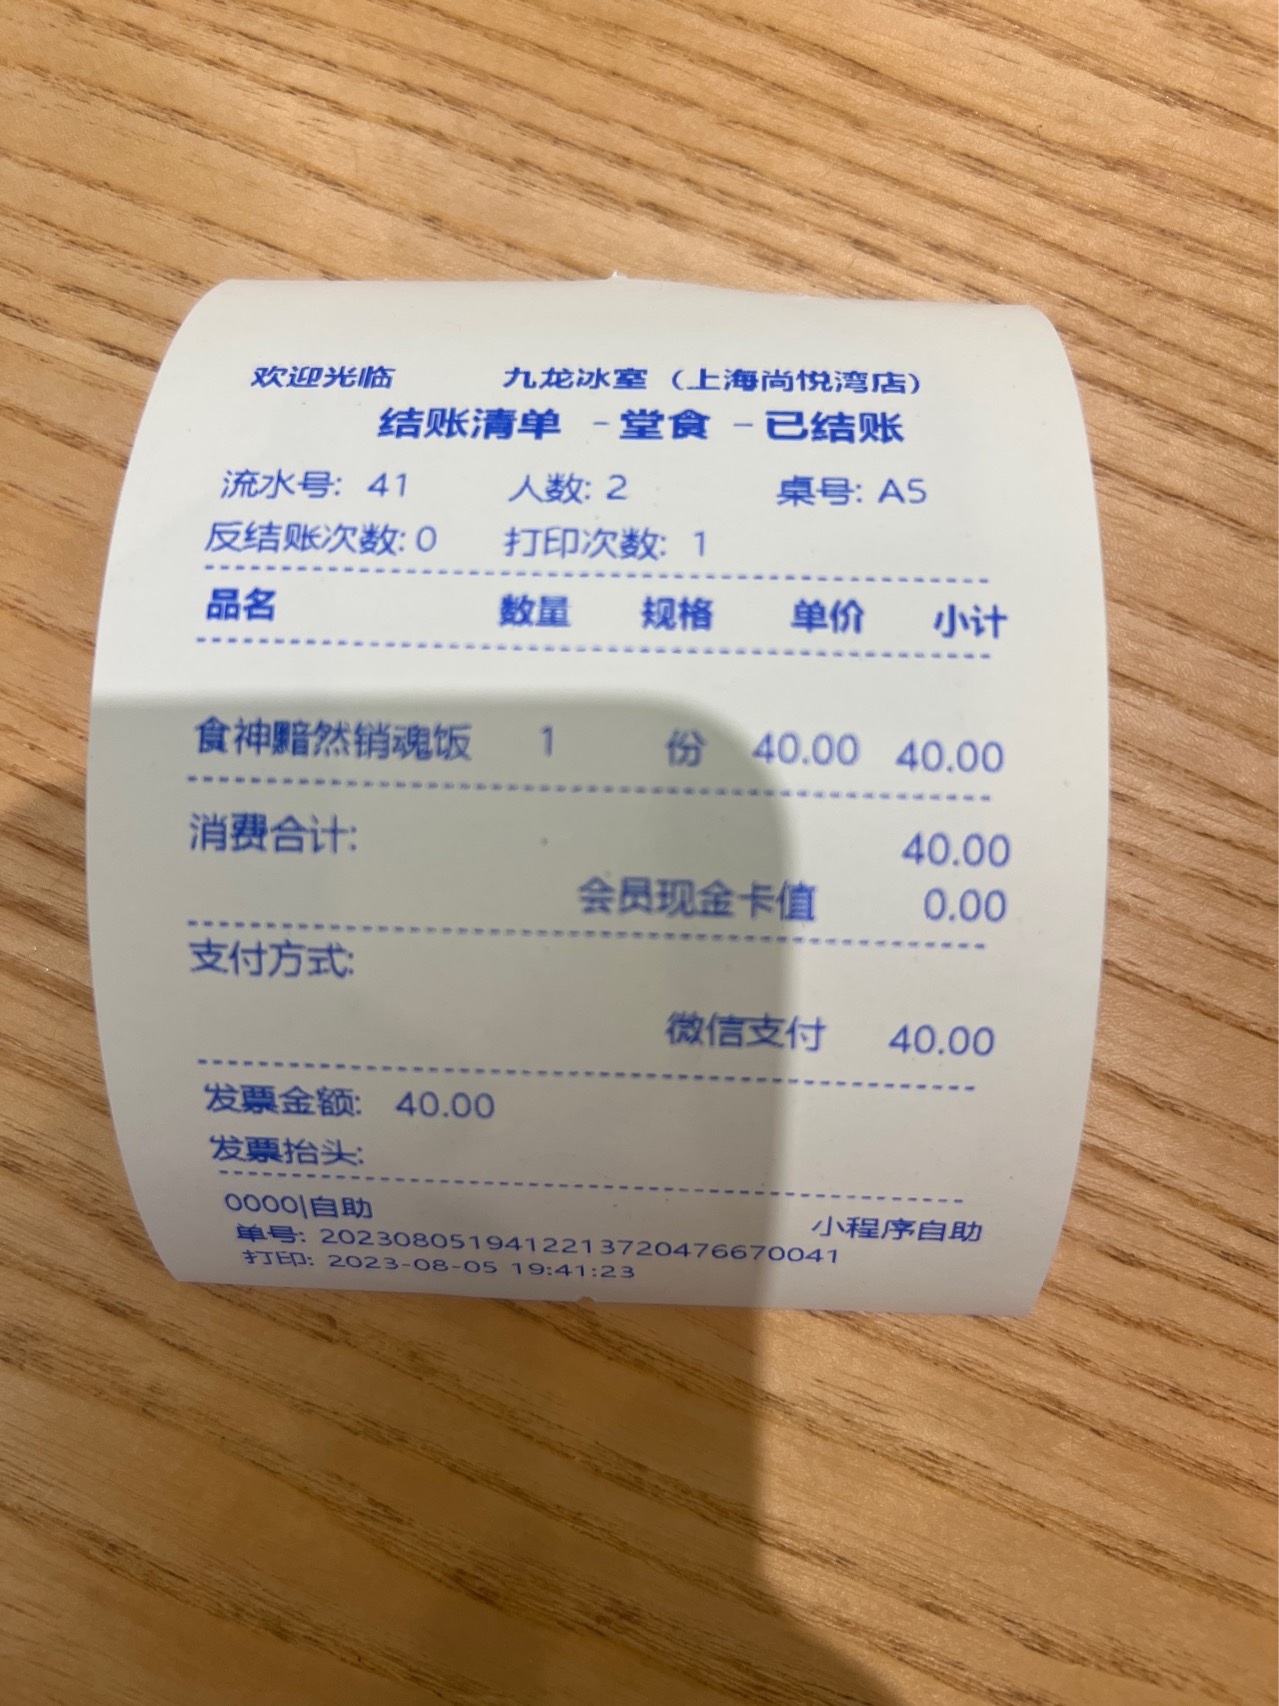 欢迎光临 九龙冰室（上海尚悦湾店）
结账清单 - 堂食 - 已结账
流水号: 41 人数: 2 桌号: A5
反结账次数: 0 打印次数: 1
品名 数量 规格 单价 小计
食神黯然销魂饭 1 份 40.00 40.00
消费合计: 40.00
会员现金卡值 0.00
支付方式:
微信支付 40.00
发票金额: 40.00
发票抬头:
0000|自助 小程序自助
单号: 20230805194122137204766700​41
打印: 2023-08-05 19:41:23